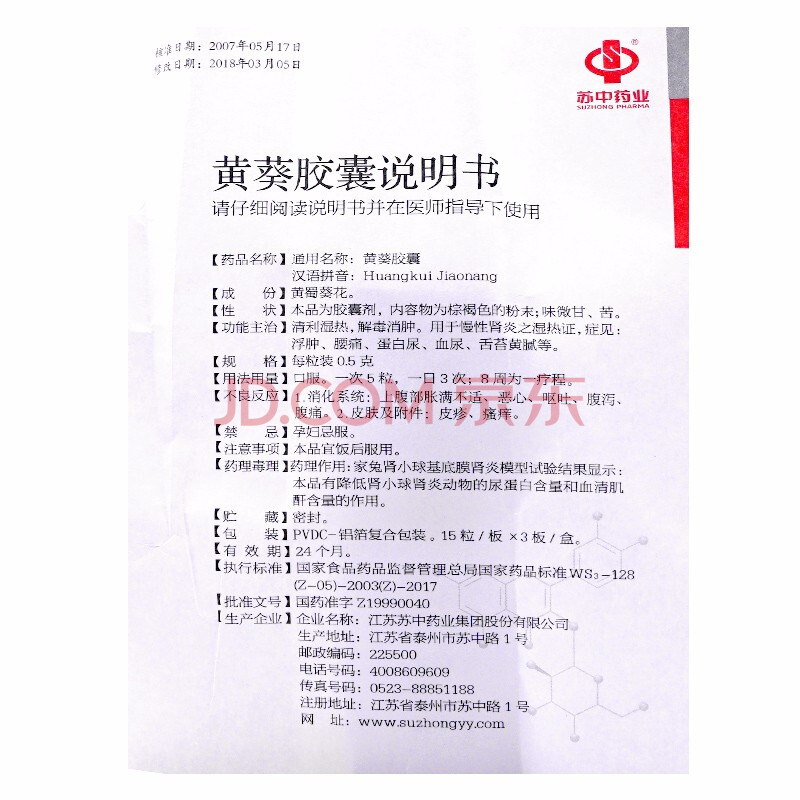 核准日期：2007年05月17日
修改日期：2018年03月05日
苏中药业
SUZHONG PHARMA
黄葵胶囊说明书
请仔细阅读说明书并在医师指导下使用
【药品名称】通用名称：黄葵胶囊
汉语拼音：Huangkui Jiaonang
【成 份】黄蜀葵花。
【性 状】本品为胶囊剂，内容物为棕褐色的粉末；味微甘、苦。
【功能主治】清利湿热，解毒消肿。用于慢性肾炎之湿热证，症见：
浮肿、腰痛、蛋白尿、血尿、舌苔黄腻等。
【规 格】每粒装 0.5 克
【用法用量】口服。一次 5 粒，一日 3 次；8 周为一疗程。
【不良反应】1.消化系统：上腹部胀满不适、恶心、呕吐、腹泻、
腹痛。2.皮肤及附件：皮疹、瘙痒。
JD.COM 京东
【禁 忌】孕妇忌服。
【注意事项】本品宜饭后服用。
【药理毒理】药理作用：家兔肾小球基底膜肾炎模型试验结果显示：
本品有降低肾小球肾炎动物的尿蛋白含量和血清肌
酐含量的作用。
【贮 藏】密封。
【包 装】PVDC-铝箔复合包装。15 粒 / 板 ×3 板 / 盒。
【有 效 期】24 个月。
【执行标准】国家食品药品监督管理总局国家药品标准WS₃-128
(Z-05)-2003(Z)-2017
【批准文号】国药准字 Z19990040
【生产企业】企业名称：江苏苏中药业集团股份有限公司
生产地址：江苏省泰州市苏中路 1 号
邮政编码：225500
电话号码：4008609609
传真号码：0523-88851188
注册地址：江苏省泰州市苏中路 1 号
网 址：www.suzhongyy.com